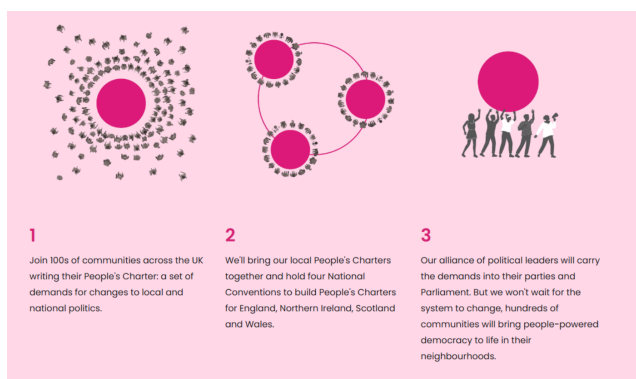 1
Join 100s of communities across the UK
writing their People's Charter: a set of
demands for changes to local and
national politics.
2
We'll bring our local People's Charters
together and hold four National
Conventions to build People's Charters
for England, Northern Ireland, Scotland
and Wales.
3
Our alliance of political leaders will carry
the demands into their parties and
Parliament. But we won't wait for the
system to change, hundreds of
communities will bring people-powered
democracy to life in their
neighbourhoods.